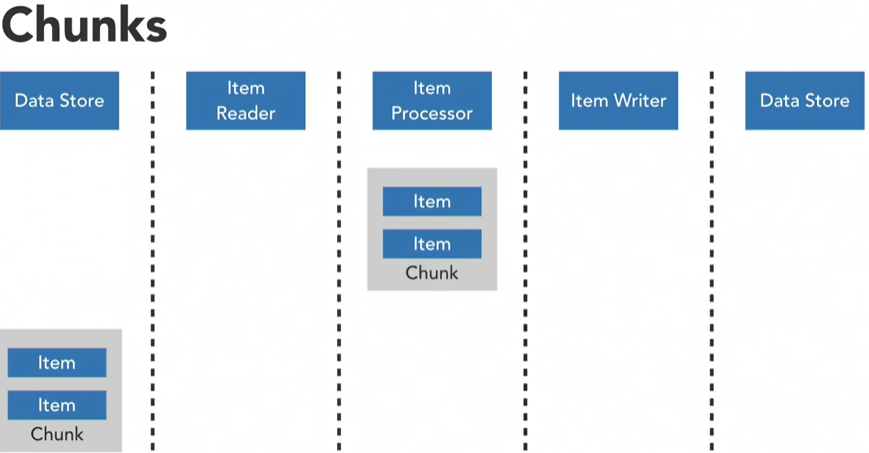 Chunks
Data Store
Item
Reader
Item
Processor
Item Writer
Data Store
Item
Item
Chunk
Item
Item
Chunk